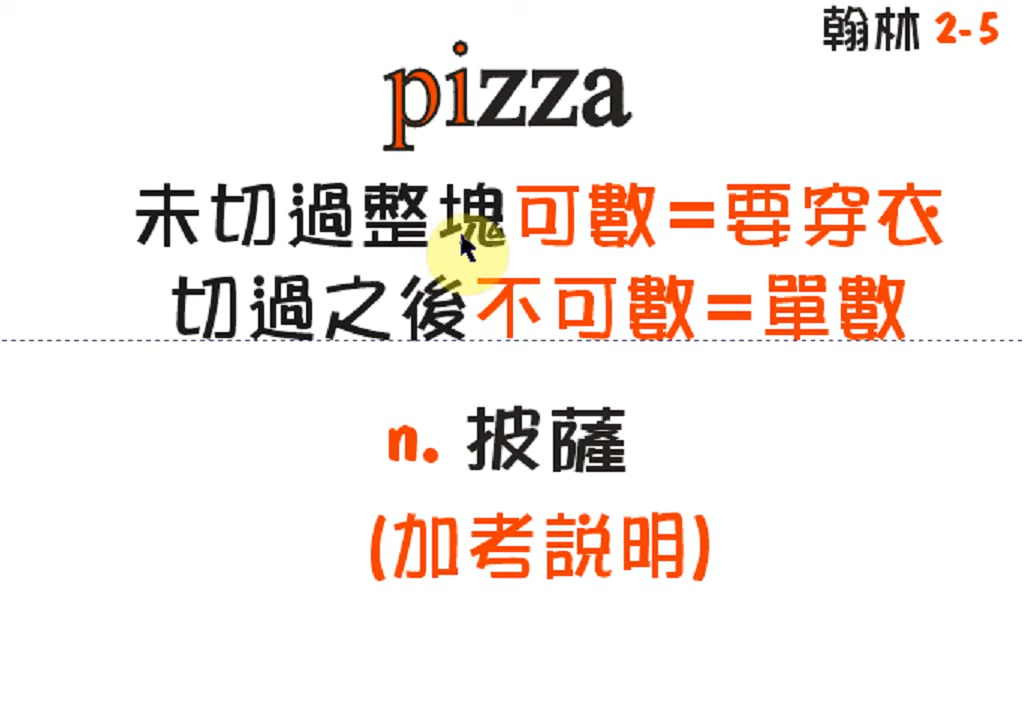 翰林 2-5
pizza
未切過整塊可數=要穿衣
切過之後不可數=單數
n. 披薩
(加考說明)